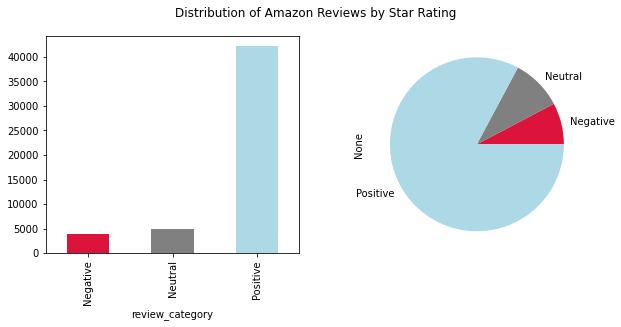 Distribution of Amazon Reviews by Star Rating
40000
35000
30000
25000
20000
15000
10000
5000
0
Negative
Neutral
Positive
review_category
None
Neutral
Negative
Positive